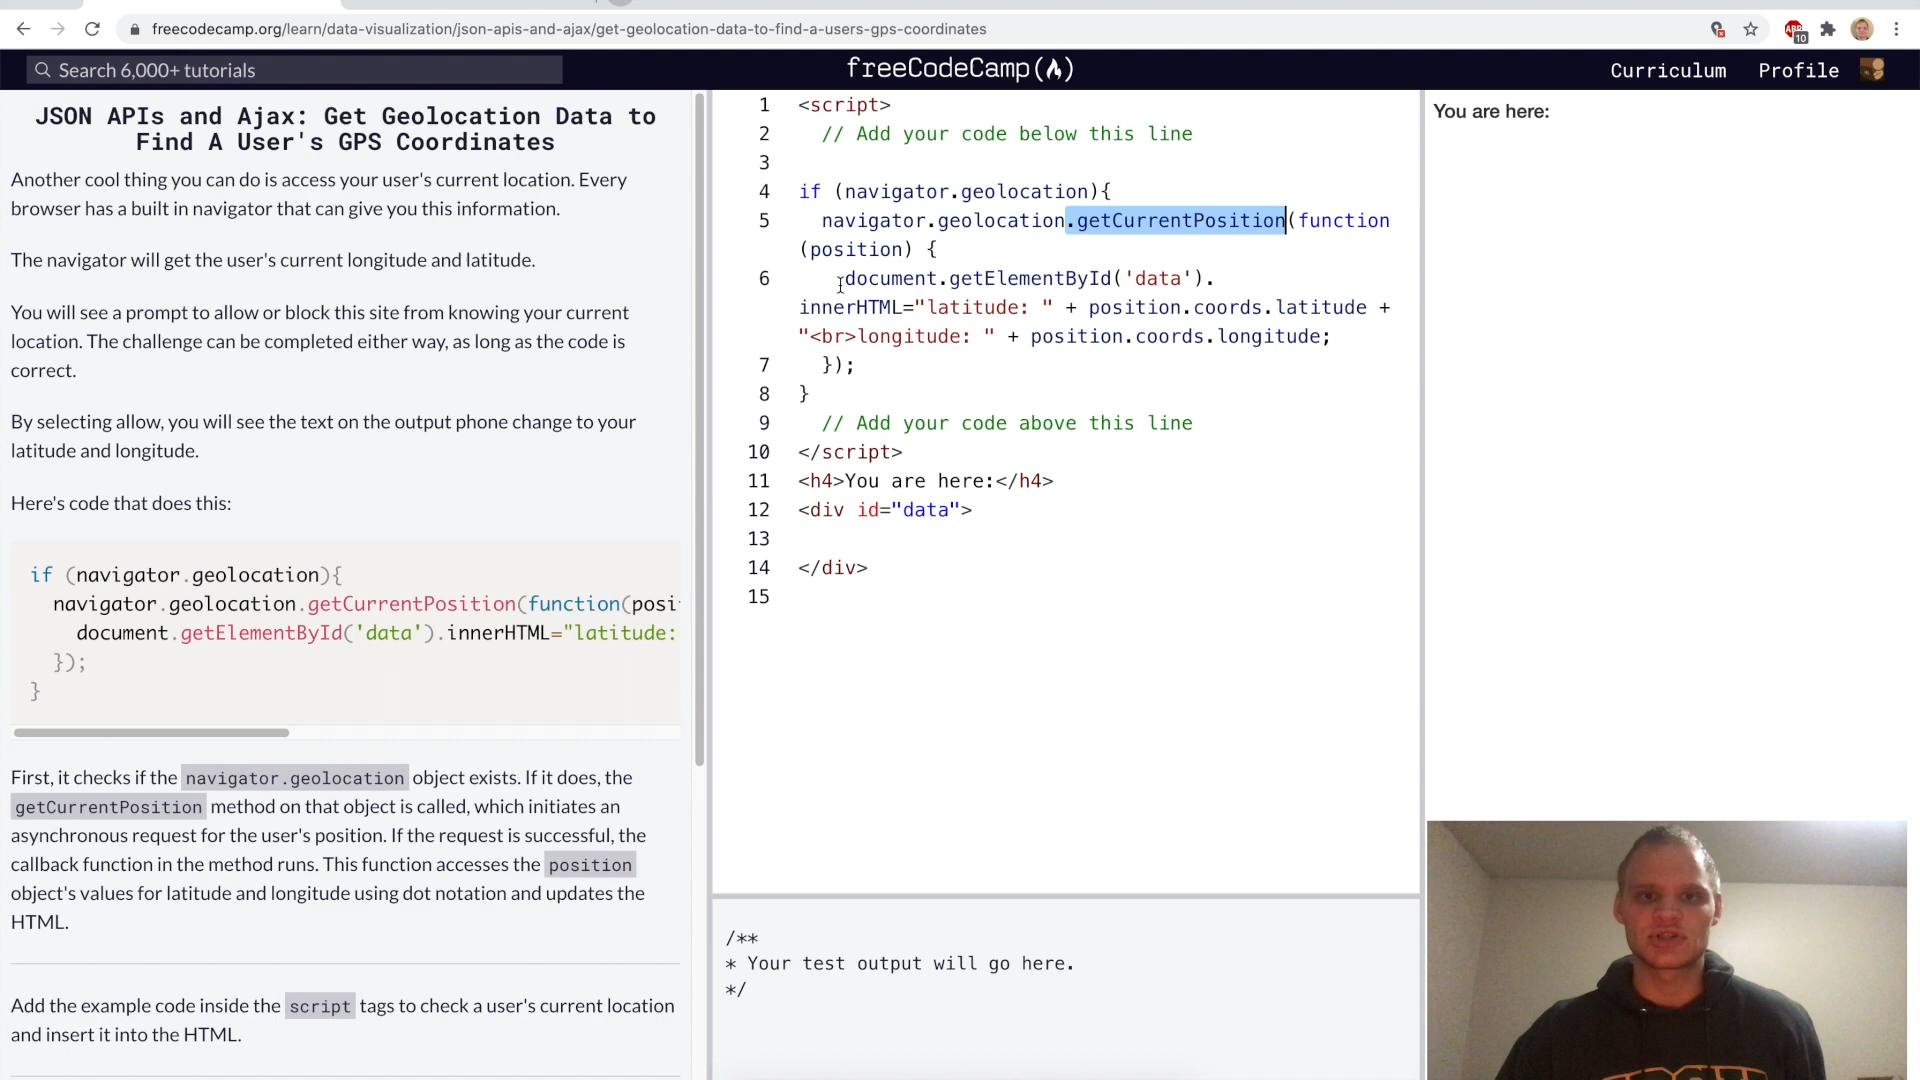 freecodecamp.org/learn/data-visualization/json-apis-and-ajax/get-geolocation-data-to-find-a-users-gps-coordinates
ABP
10
Search 6,000+ tutorials
freeCodeCamp
Curriculum
Profile
JSON APIs and Ajax: Get Geolocation Data to
Find A User's GPS Coordinates
Another cool thing you can do is access your user's current location. Every
browser has a built in navigator that can give you this information.
The navigator will get the user's current longitude and latitude.
You will see a prompt to allow or block this site from knowing your current
location. The challenge can be completed either way, as long as the code is
correct.
By selecting allow, you will see the text on the output phone change to your
latitude and longitude.
Here's code that does this:
if (navigator.geolocation){
navigator.geolocation.getCurrentPosition(function(posi
document.getElementById('data').innerHTML="latitude:
});
}
First, it checks if the navigator.geolocation object exists. If it does, the
getCurrentPosition method on that object is called, which initiates an
asynchronous request for the user's position. If the request is successful, the
callback function in the method runs. This function accesses the position
object's values for latitude and longitude using dot notation and updates the
HTML.
Add the example code inside the script tags to check a user's current location
and insert it into the HTML.
1 <script>
2 // Add your code below this line
3
4 if (navigator.geolocation){
5 navigator.geolocation.getCurrentPosition(function
(position) {
6 document.getElementById('data').
innerHTML="latitude: " + position.coords.latitude +
"<br>longitude: " + position.coords.longitude;
7 });
8 }
9 // Add your code above this line
10 </script>
11 <h4>You are here:</h4>
12 <div id="data">
13
14 </div>
15
/**
* Your test output will go here.
*/
You are here: